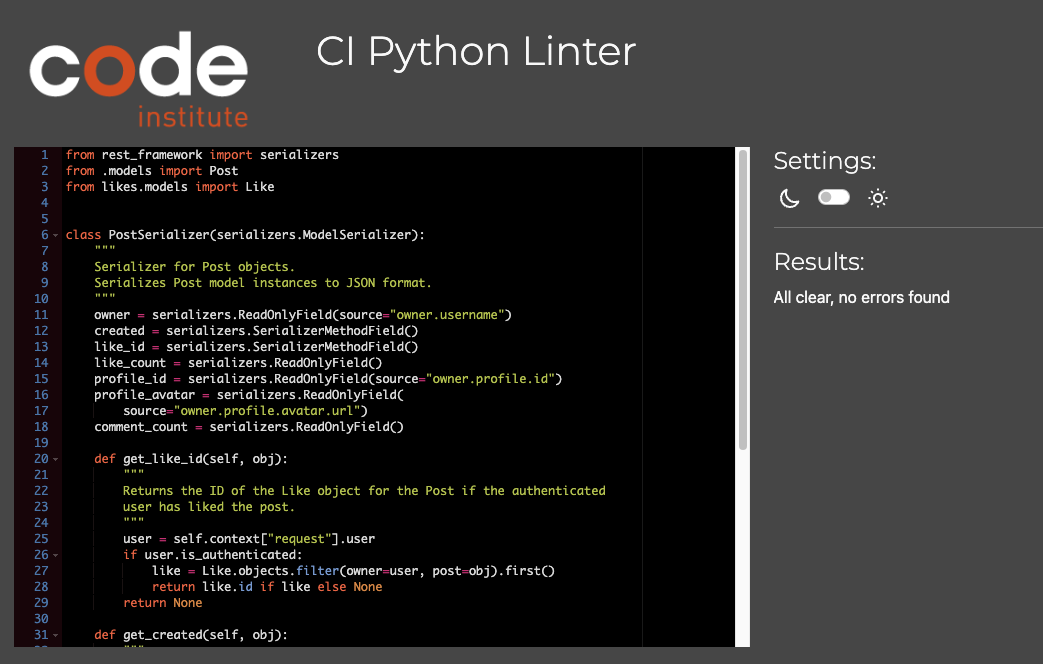 code
institute
CI Python Linter
1 from rest_framework import serializers
2 from .models import Post
3 from likes.models import Like
4
5
6 class PostSerializer(serializers.ModelSerializer):
7     """
8     Serializer for Post objects.
9     Serializes Post model instances to JSON format.
10     """
11     owner = serializers.ReadOnlyField(source="owner.username")
12     created = serializers.SerializerMethodField()
13     like_id = serializers.SerializerMethodField()
14     like_count = serializers.ReadOnlyField()
15     profile_id = serializers.ReadOnlyField(source="owner.profile.id")
16     profile_avatar = serializers.ReadOnlyField(
17         source="owner.profile.avatar.url")
18     comment_count = serializers.ReadOnlyField()
19
20     def get_like_id(self, obj):
21         """
22         Returns the ID of the Like object for the Post if the authenticated
23         user has liked the post.
24         """
25         user = self.context["request"].user
26         if user.is_authenticated:
27             like = Like.objects.filter(owner=user, post=obj).first()
28             return like.id if like else None
29         return None
30
31     def get_created(self, obj):
Settings:
Results:
All clear, no errors found